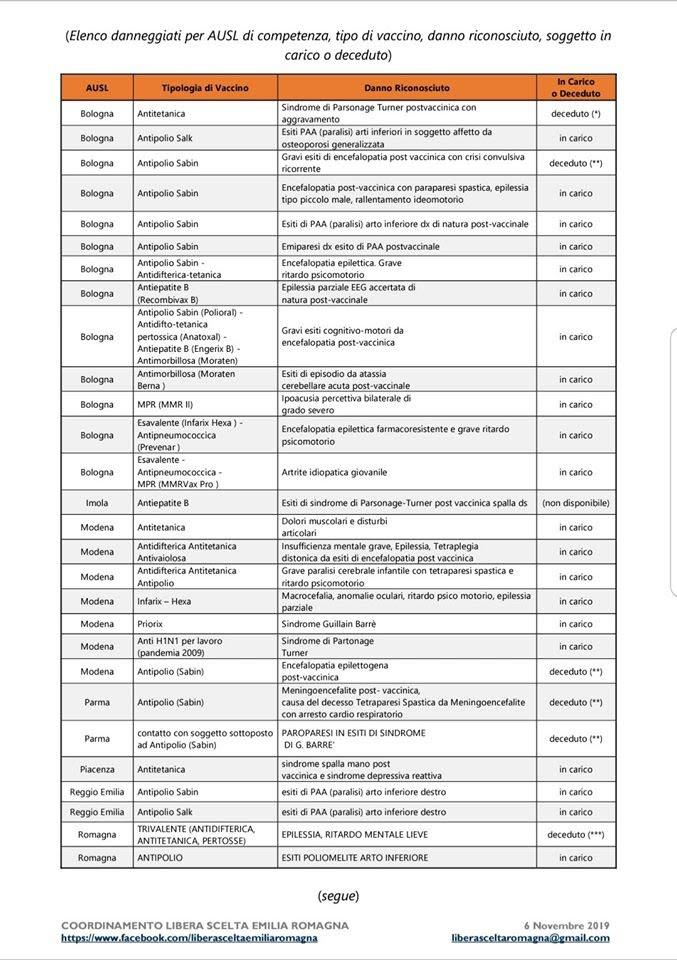 (Elenco danneggiati per AUSL di competenza, tipo di vaccino, danno riconosciuto, soggetto in
carico o deceduto)
AUSL Tipologia di Vaccino Danno Riconosciuto In Carico
o Deceduto
Bologna Antitetanica Sindrome di Parsonage Turner postvaccinica con
aggravamento deceduto (*)
Bologna Antipolio Salk Esiti PAA (paralisi) arti inferiori in soggetto affetto da
osteoporosi generalizzata in carico
Bologna Antipolio Sabin Gravi esiti di encefalopatia post vaccinica con crisi convulsiva
ricorrente deceduto (**)
Bologna Antipolio Sabin Encefalopatia post-vaccinica con paraparesi spastica, epilessia
tipo piccolo male, rallentamento ideomotorio in carico
Bologna Antipolio Sabin Esiti di PAA (paralisi) arto inferiore dx di natura post-vaccinale in carico
Bologna Antipolio Sabin Emiparesi dx esito di PAA postvaccinale in carico
Bologna Antipolio Sabin -
Antidifterica-tetanica Encefalopatia epilettica. Grave
ritardo psicomotorio in carico
Bologna Antiepatite B
(Recombivax B) Epilessia parziale EEG accertata di
natura post-vaccinale in carico
Bologna Antipolio Sabin (Polioral) -
Antidifto-tetanica
pertossica (Anatoxal) -
Antiepatite B (Engerix B) -
Antimorbillosa (Moraten) Gravi esiti cognitivo-motori da
encefalopatia post-vaccinica in carico
Bologna Antimorbillosa (Moraten
Berna ) Esiti di episodio da atassia
cerebellare acuta post-vaccinale in carico
Bologna MPR (MMR II) Ipoacusia percettiva bilaterale di
grado severo in carico
Bologna Esavalente (Infarix Hexa ) -
Antipneumococcica
(Prevenar ) Encefalopatia epilettica farmacoresistente e grave ritardo
psicomotorio in carico
Bologna Esavalente -
Antipneumococcica -
MPR (MMRVax Pro ) Artrite idiopatica giovanile in carico
Imola Antiepatite B Esiti di sindrome di Parsonage-Turner post vaccinica spalla ds (non disponibile)
Modena Antitetanica Dolori muscolari e disturbi
articolari in carico
Modena Antidifterica Antitetanica
Antivaiolosa Insufficienza mentale grave, Epilessia, Tetraplegia
distonica da esiti di encefalopatia post vaccinica in carico
Modena Antidifterica Antitetanica
Antipolio Grave paralisi cerebrale infantile con tetraparesi spastica e
ritardo psicomotorio in carico
Modena Infarix – Hexa Macrocefalia, anomalie oculari, ritardo psico motorio, epilessia
parziale in carico
Modena Priorix Sindrome Guillain Barrè in carico
Modena Anti H1N1 per lavoro
(pandemia 2009) Sindrome di Partonage
Turner in carico
Modena Antipolio (Sabin) Encefalopatia epilettogena
post-vaccinica deceduto (**)
Parma Antipolio (Sabin) Meningoencefalite post- vaccinica,
causa del decesso Tetraparesi Spastica da Meningoencefalite
con arresto cardio respiratorio deceduto (**)
Parma contatto con soggetto sottoposto
ad Antipolio (Sabin) PAROPARESI IN ESITI DI SINDROME
DI G. BARRE' deceduto (**)
Piacenza Antitetanica sindrome spalla mano post
vaccinica e sindrome depressiva reattiva in carico
Reggio Emilia Antipolio Sabin esiti di PAA (paralisi) arto inferiore destro in carico
Reggio Emilia Antipolio Salk esiti di PAA (paralisi) arto inferiore destro in carico
Romagna TRIVALENTE (ANTIDIFTERICA,
ANTITETANICA, PERTOSSE) EPILESSIA, RITARDO MENTALE LIEVE deceduto (***)
Romagna ANTIPOLIO ESITI POLIOMELITE ARTO INFERIORE in carico
(segue)
COORDINAMENTO LIBERA SCELTA EMILIA ROMAGNA 6 Novembre 2019
https://www.facebook.com/liberasceltaemiliaromagna liberasceltaromagna@gmail.com